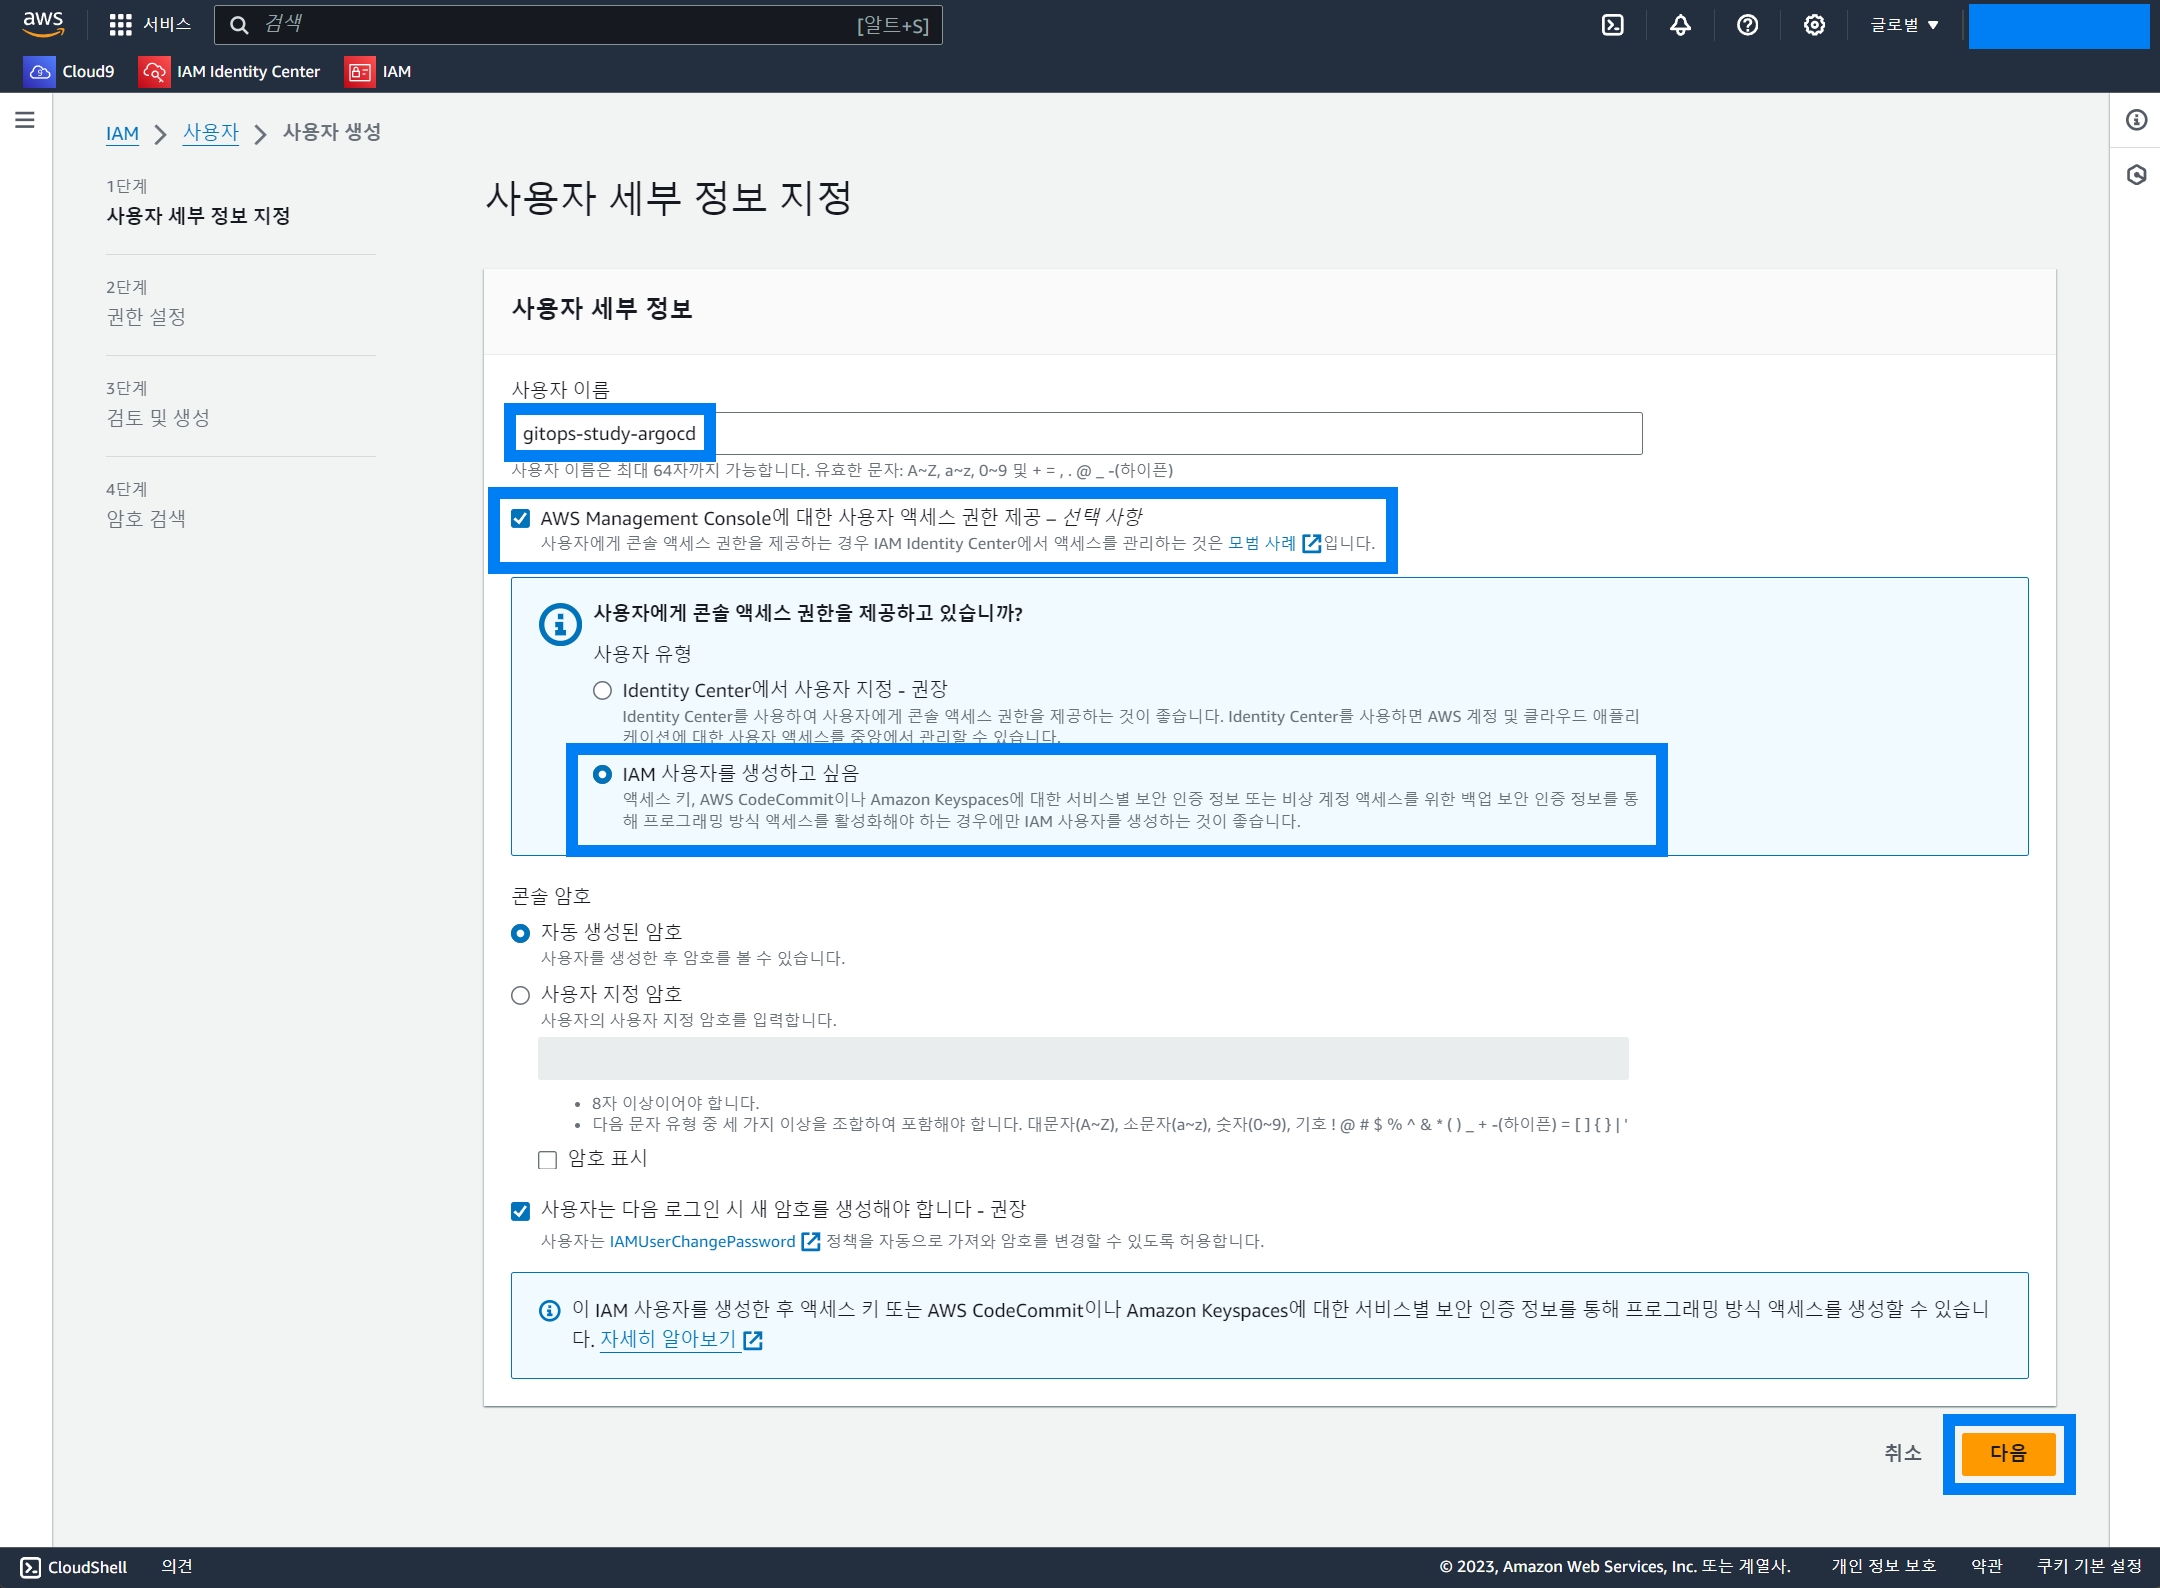 aws
서비스
검색
[알트+S]
글로벌
Cloud9
IAM Identity Center
IAM
IAM
사용자
사용자 생성
1단계
사용자 세부 정보 지정
2단계
권한 설정
3단계
검토 및 생성
4단계
암호 검색
사용자 세부 정보 지정
사용자 세부 정보
사용자 이름
gitops-study-argocd
사용자 이름은 최대 64자까지 가능합니다. 유효한 문자: A~Z, a~z, 0~9 및 + = , . @ _ -(하이픈)
AWS Management Console에 대한 사용자 액세스 권한 제공 – 선택 사항
사용자에게 콘솔 액세스 권한을 제공하는 경우 IAM Identity Center에서 액세스를 관리하는 것은 모범 사례 입니다.
사용자에게 콘솔 액세스 권한을 제공하고 있습니까?
사용자 유형
Identity Center에서 사용자 지정 - 권장
Identity Center를 사용하여 사용자에게 콘솔 액세스 권한을 제공하는 것이 좋습니다. Identity Center를 사용하면 AWS 계정 및 클라우드 애플리
케이션에 대한 사용자 액세스를 중앙에서 관리할 수 있습니다.
IAM 사용자를 생성하고 싶음
액세스 키, AWS CodeCommit이나 Amazon Keyspaces에 대한 서비스별 보안 인증 정보 또는 비상 계정 액세스를 위한 백업 보안 인증 정보를 통
해 프로그래밍 방식 액세스를 활성화해야 하는 경우에만 IAM 사용자를 생성하는 것이 좋습니다.
콘솔 암호
자동 생성된 암호
사용자를 생성한 후 암호를 볼 수 있습니다.
사용자 지정 암호
사용자의 사용자 지정 암호를 입력합니다.
• 8자 이상이어야 합니다.
• 다음 문자 유형 중 세 가지 이상을 조합하여 포함해야 합니다. 대문자(A~Z), 소문자(a~z), 숫자(0~9), 기호 ! @ # $ % ^ & * ( ) _ + -(하이픈) = [ ] { } | '
암호 표시
사용자는 다음 로그인 시 새 암호를 생성해야 합니다 - 권장
사용자는 IAMUserChangePassword 정책을 자동으로 가져와 암호를 변경할 수 있도록 허용합니다.
이 IAM 사용자를 생성한 후 액세스 키 또는 AWS CodeCommit이나 Amazon Keyspaces에 대한 서비스별 보안 인증 정보를 통해 프로그래밍 방식 액세스를 생성할 수 있습니
다. 자세히 알아보기
취소
다음
CloudShell
의견
© 2023, Amazon Web Services, Inc. 또는 계열사.
개인 정보 보호
약관
쿠키 기본 설정